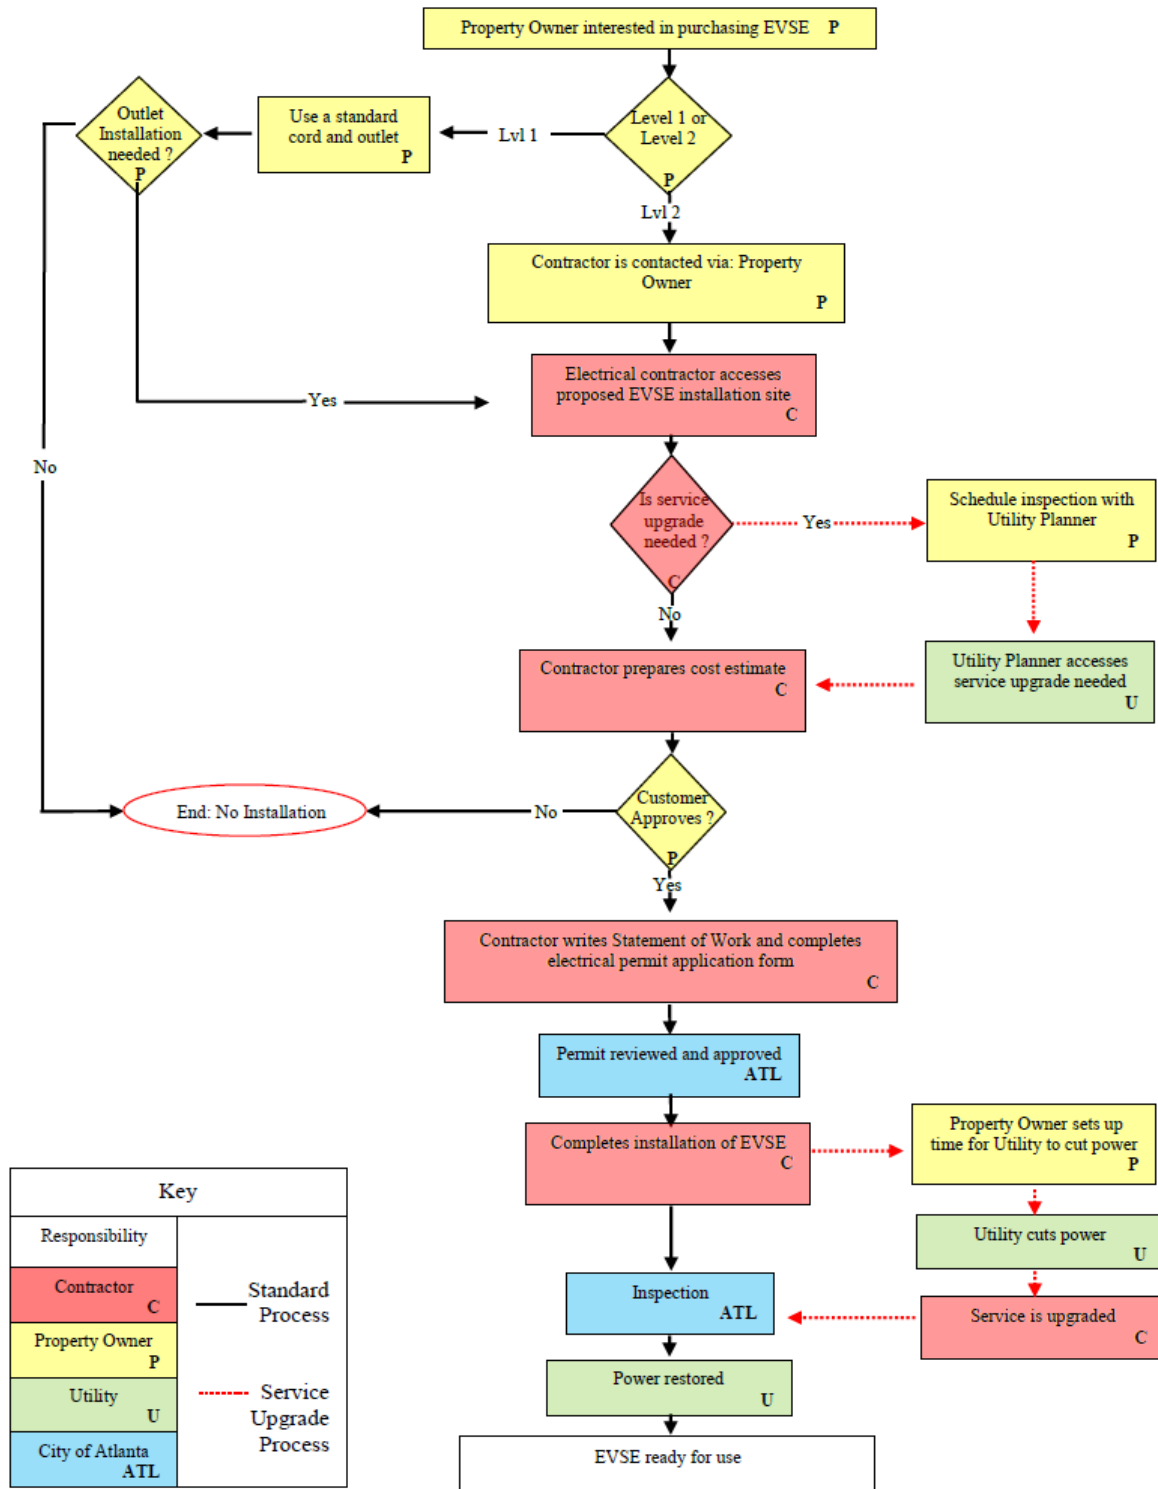 Property Owner interested in purchasing EVSE P
Outlet
Installation
needed ?
P
Use a standard
cord and outlet
P
Lvl 1
Level 1 or
Level 2
P
Lvl 2
Contractor is contacted via: Property
Owner
P
Electrical contractor accesses
proposed EVSE installation site
C
Yes
No
Is service
upgrade
needed ?
C
Yes
Schedule inspection with
Utility Planner
P
No
Contractor prepares cost estimate
C
Utility Planner accesses
service upgrade needed
U
Customer
Approves ?
P
No
End: No Installation
Yes
Contractor writes Statement of Work and completes
electrical permit application form
C
Permit reviewed and approved
ATL
Completes installation of EVSE
C
Property Owner sets up
time for Utility to cut power
P
Utility cuts power
U
Service is upgraded
C
Inspection
ATL
Power restored
U
EVSE ready for use
Key
Responsibility
Contractor
C
Property Owner
P
Utility
U
City of Atlanta
ATL
Standard
Process
Service
Upgrade
Process